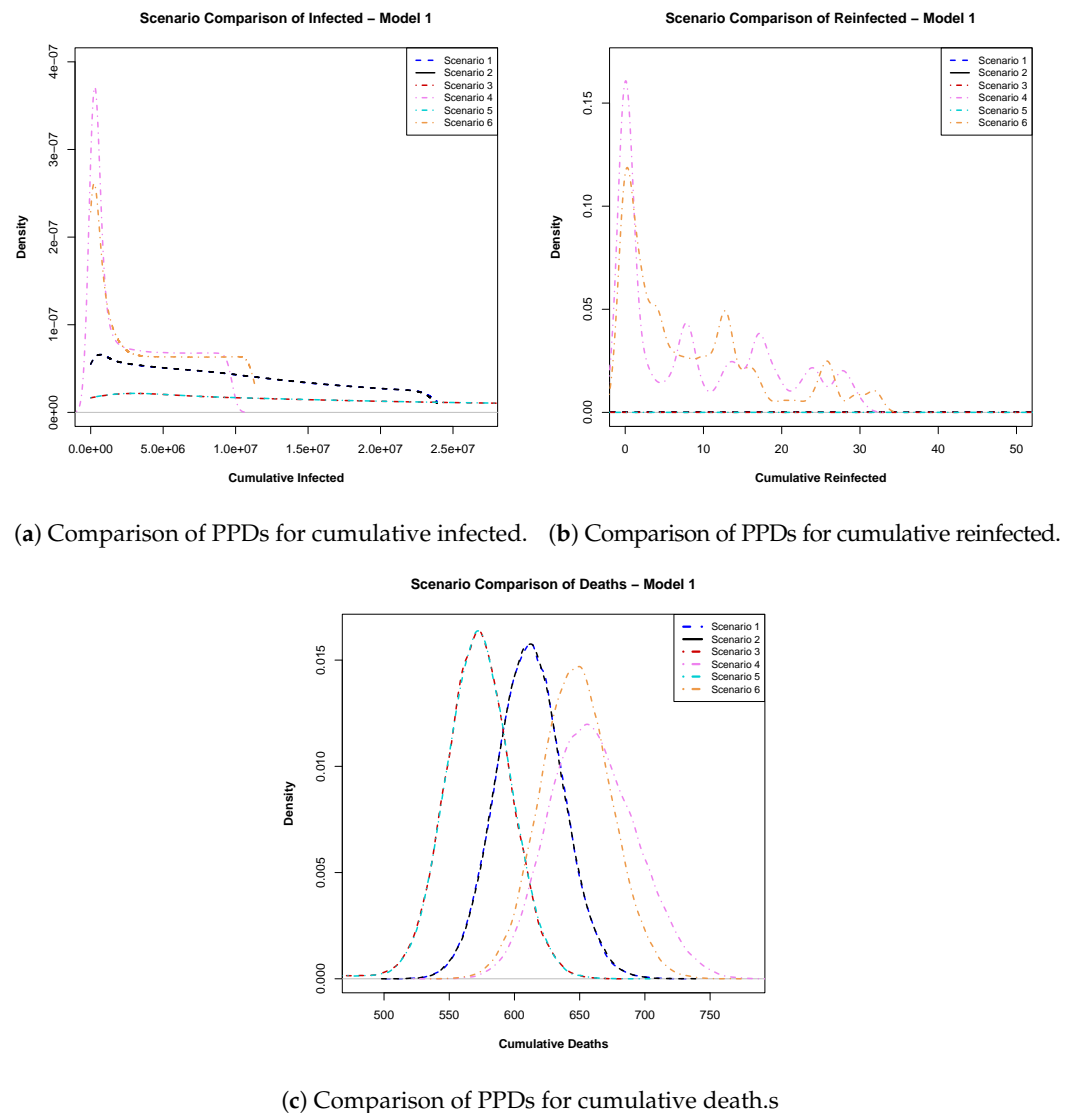 Scenario Comparison of Infected − Model 1
Scenario 1
Scenario 2
Scenario 3
Scenario 4
Scenario 5
Scenario 6
Density
0e+00
1e−07
2e−07
3e−07
4e−07
0.0e+00
5.0e+06
1.0e+07
1.5e+07
2.0e+07
2.5e+07
Cumulative Infected
(a) Comparison of PPDs for cumulative infected.
Scenario Comparison of Reinfected − Model 1
Scenario 1
Scenario 2
Scenario 3
Scenario 4
Scenario 5
Scenario 6
Density
0.00
0.05
0.10
0.15
0
10
20
30
40
50
Cumulative Reinfected
(b) Comparison of PPDs for cumulative reinfected.
Scenario Comparison of Deaths − Model 1
Scenario 1
Scenario 2
Scenario 3
Scenario 4
Scenario 5
Scenario 6
Density
0.000
0.005
0.010
0.015
500
550
600
650
700
750
Cumulative Deaths
(c) Comparison of PPDs for cumulative death.s